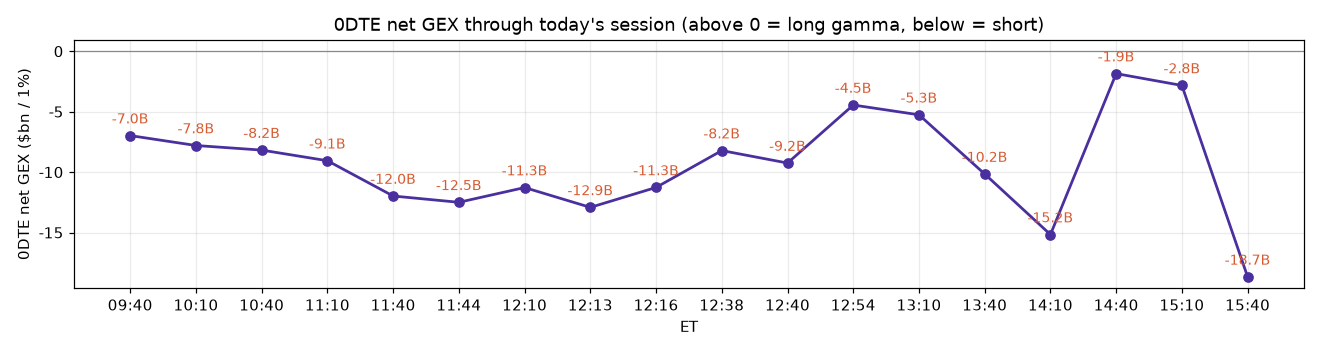 0DTE net GEX through today's session (above 0 = long gamma, below = short)
0DTE net GEX ($bn / 1%)
0
-5
-10
-15
-7.0B
-7.8B
-8.2B
-9.1B
-12.0B
-12.5B
-11.3B
-12.9B
-11.3B
-8.2B
-9.2B
-4.5B
-5.3B
-10.2B
-15.2B
-1.9B
-2.8B
-18.7B
09:40 10:10 10:40 11:10 11:40 11:44 12:10 12:13 12:16 12:38 12:40 12:54 13:10 13:40 14:10 14:40 15:10 15:40
ET